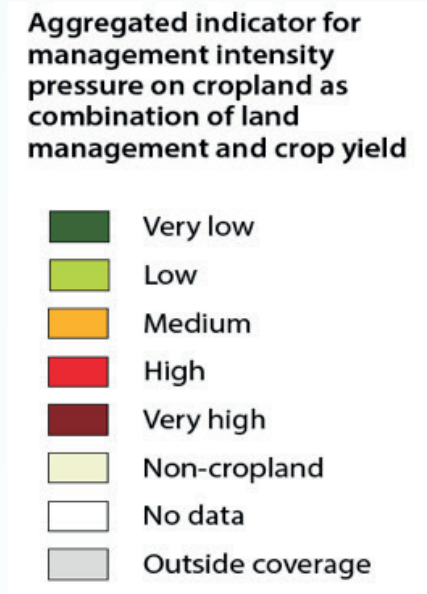 Aggregated indicator for
management intensity
pressure on cropland as
combination of land
management and crop yield
Very low
Low
Medium
High
Very high
Non-cropland
No data
Outside coverage